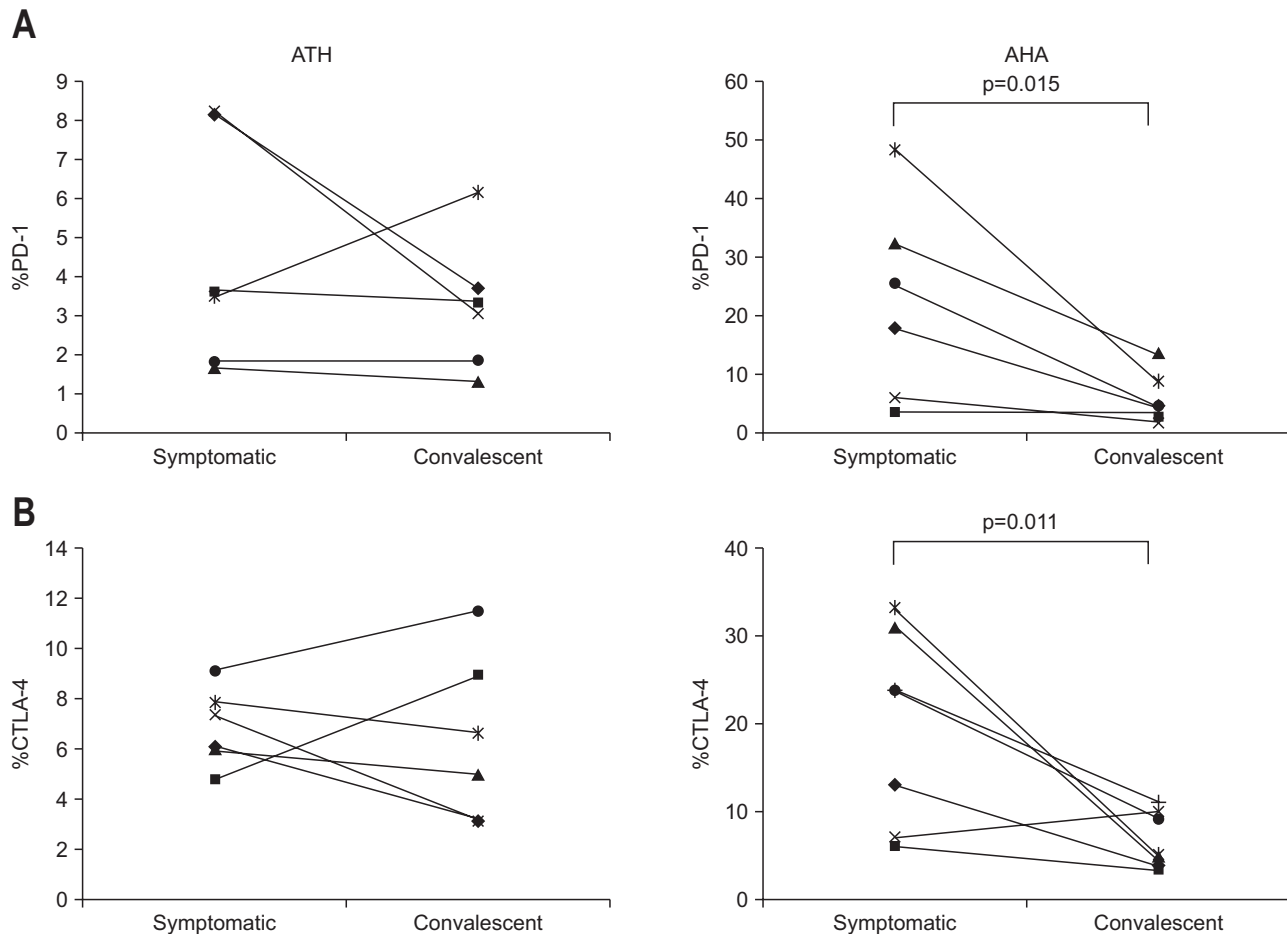 A
ATH
AHA
p=0.015
%PD-1
9
8
7
6
5
4
3
2
1
0
Symptomatic
Convalescent
%PD-1
60
50
40
30
20
10
0
Symptomatic
Convalescent
B
p=0.011
%CTLA-4
14
12
10
8
6
4
2
0
Symptomatic
Convalescent
%CTLA-4
40
30
20
10
0
Symptomatic
Convalescent